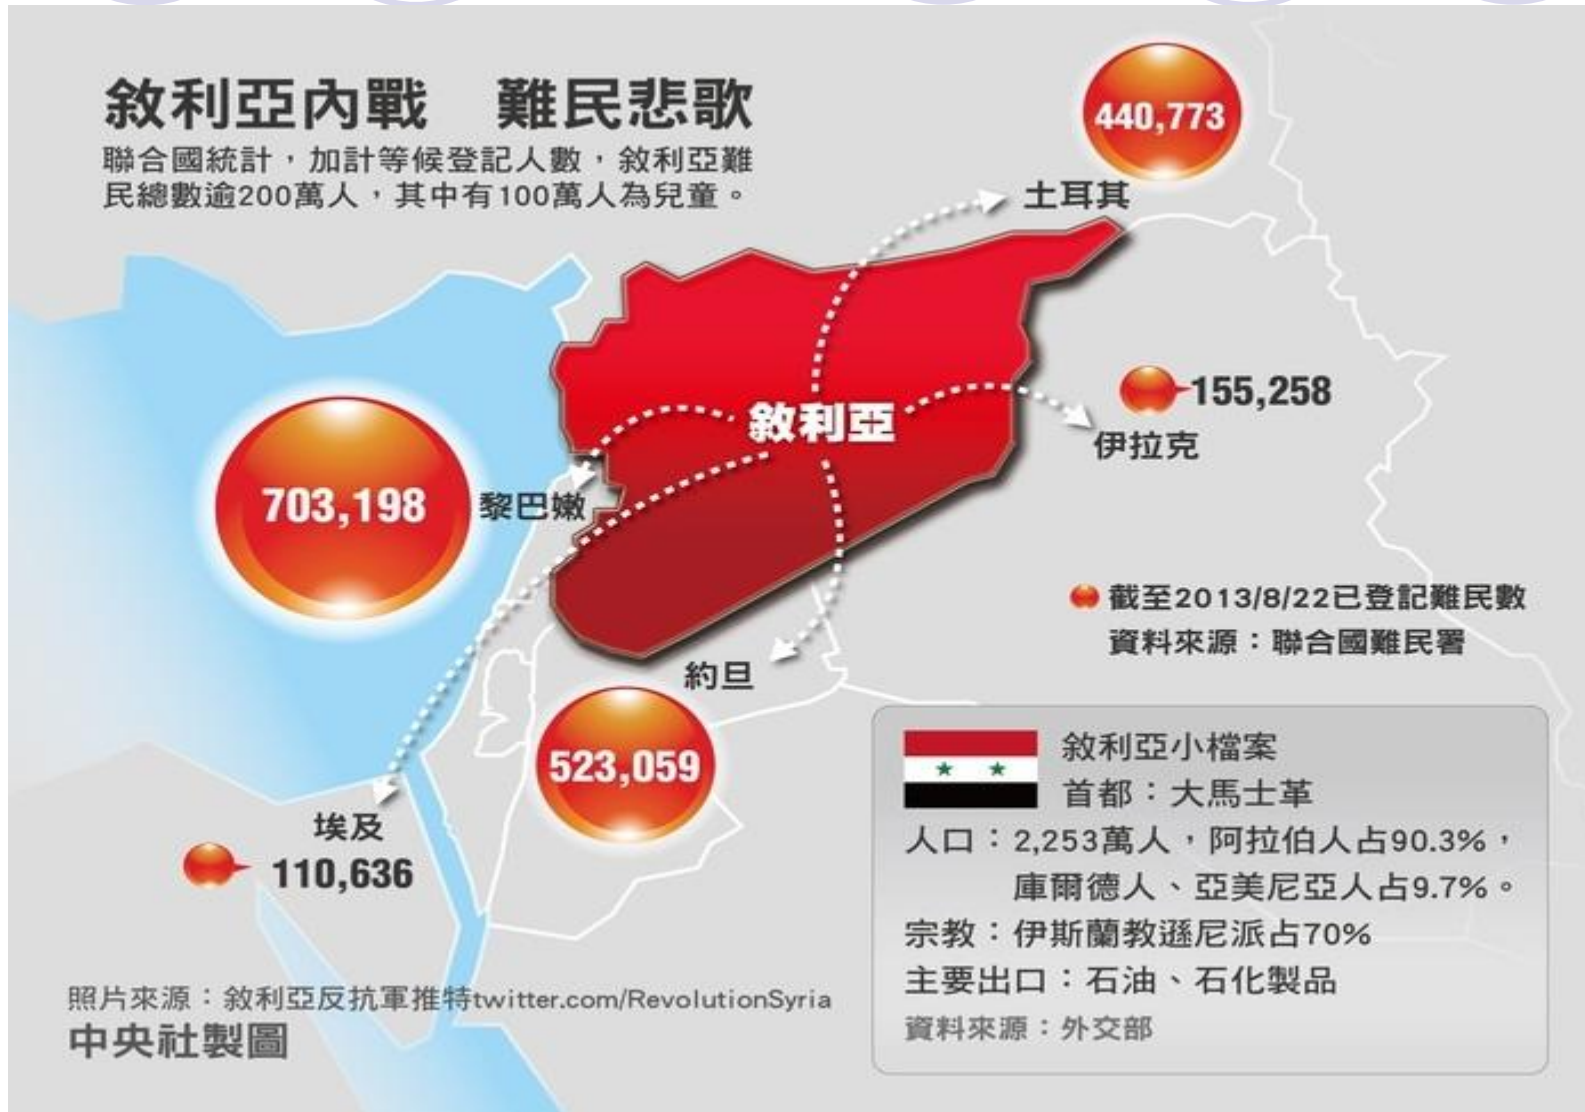 敘利亞內戰　難民悲歌
聯合國統計，加計等候登記人數，敘利亞難
民總數逾200萬人，其中有100萬人為兒童。
440,773
土耳其
敘利亞
155,258
伊拉克
703,198
黎巴嫩
截至2013/8/22已登記難民數
資料來源：聯合國難民署
約旦
523,059
埃及
110,636
敘利亞小檔案
首都：大馬士革
人口：2,253萬人，阿拉伯人占90.3%，
庫爾德人、亞美尼亞人占9.7%。
宗教：伊斯蘭教遜尼派占70%
主要出口：石油、石化製品
資料來源：外交部
照片來源：敘利亞反抗軍推特twitter.com/RevolutionSyria
中央社製圖